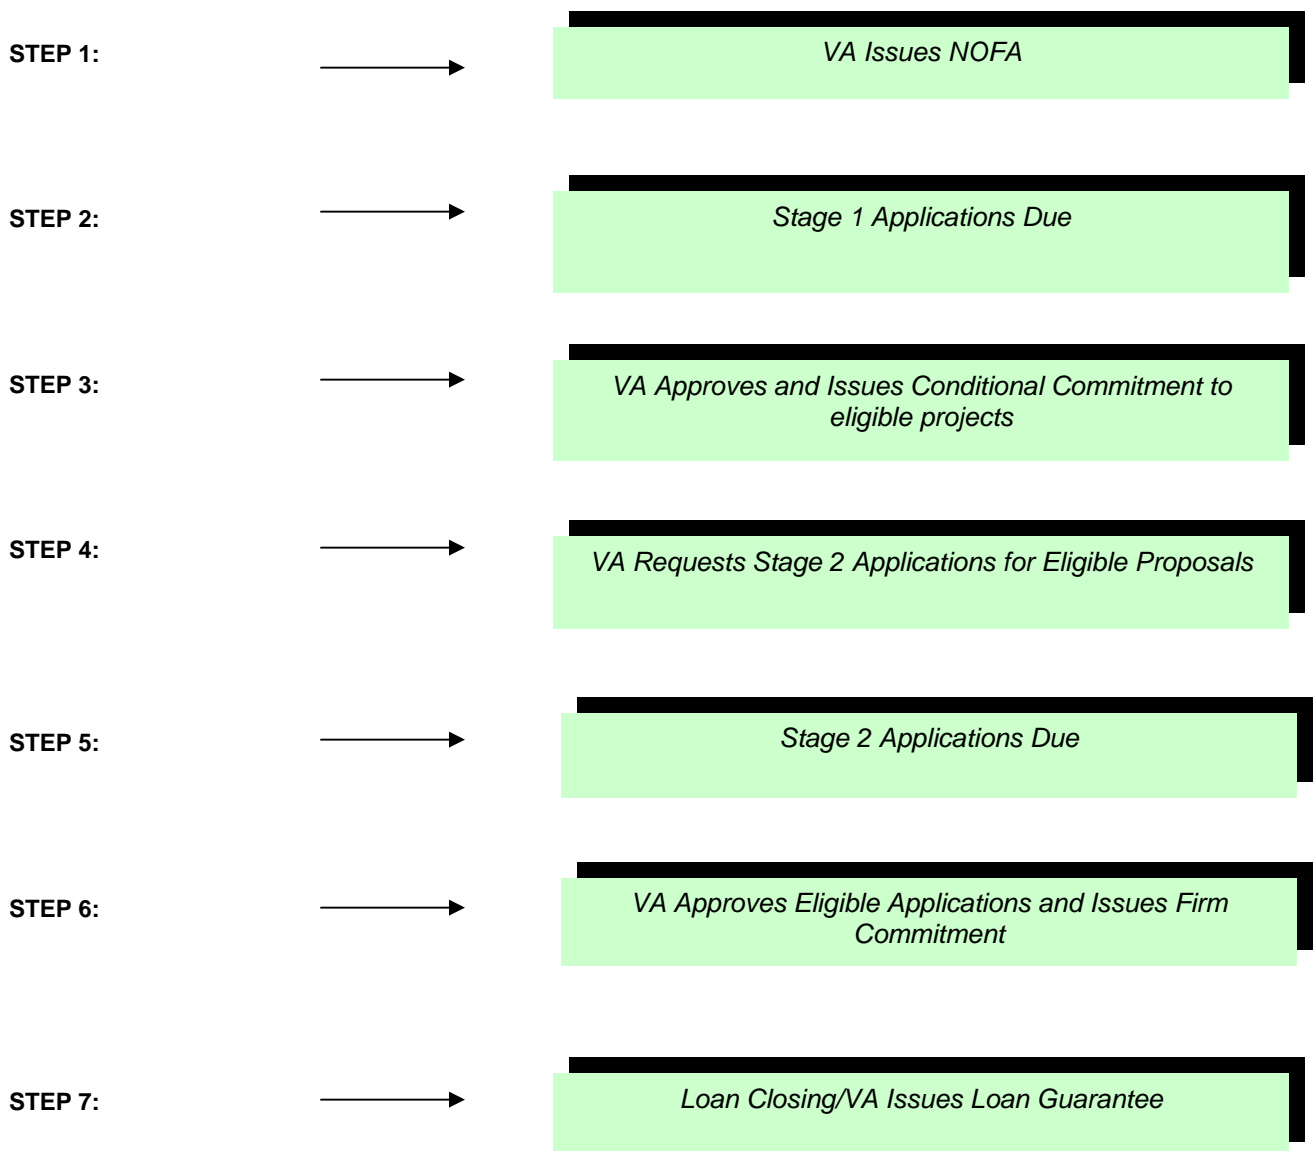 STEP 1:
VA Issues NOFA
STEP 2:
Stage 1 Applications Due
STEP 3:
VA Approves and Issues Conditional Commitment to
eligible projects
STEP 4:
VA Requests Stage 2 Applications for Eligible Proposals
STEP 5:
Stage 2 Applications Due
STEP 6:
VA Approves Eligible Applications and Issues Firm
Commitment
STEP 7:
Loan Closing/VA Issues Loan Guarantee